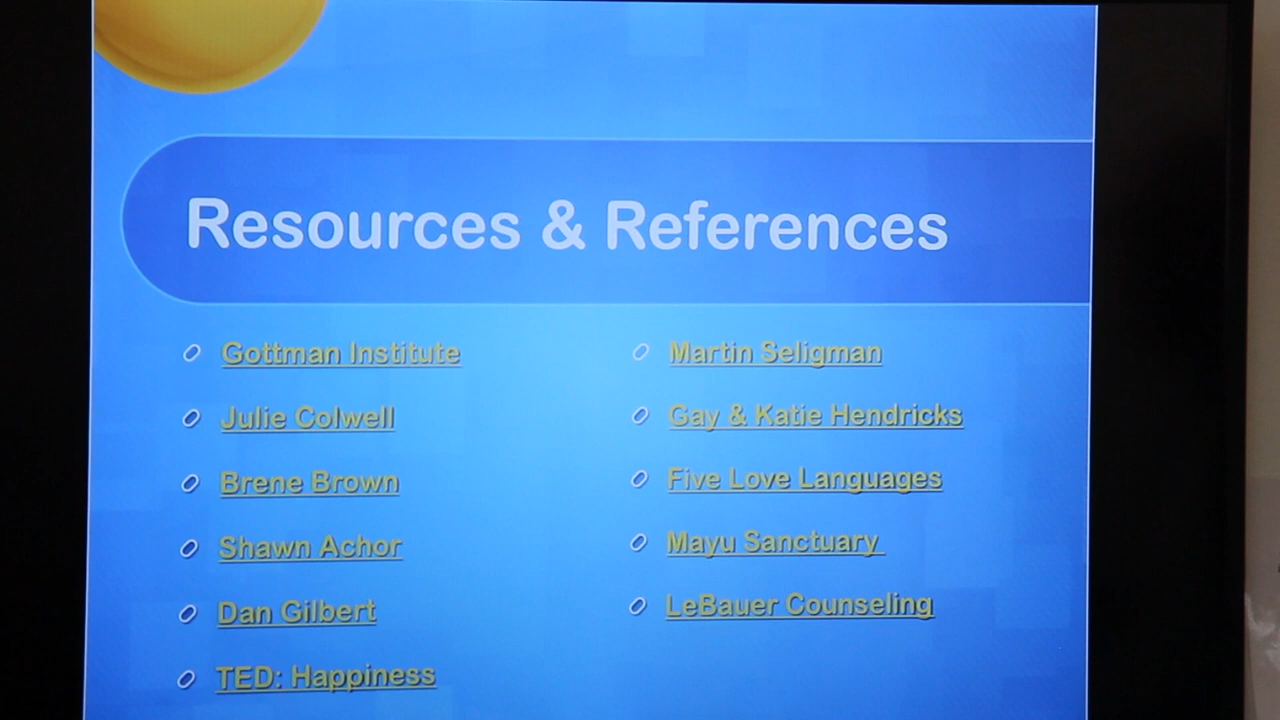 Resources & References
Gottman Institute
Julie Colwell
Brene Brown
Shawn Achor
Dan Gilbert
TED: Happiness
Martin Seligman
Gay & Katie Hendricks
Five Love Languages
Mayu Sanctuary
LeBauer Counseling